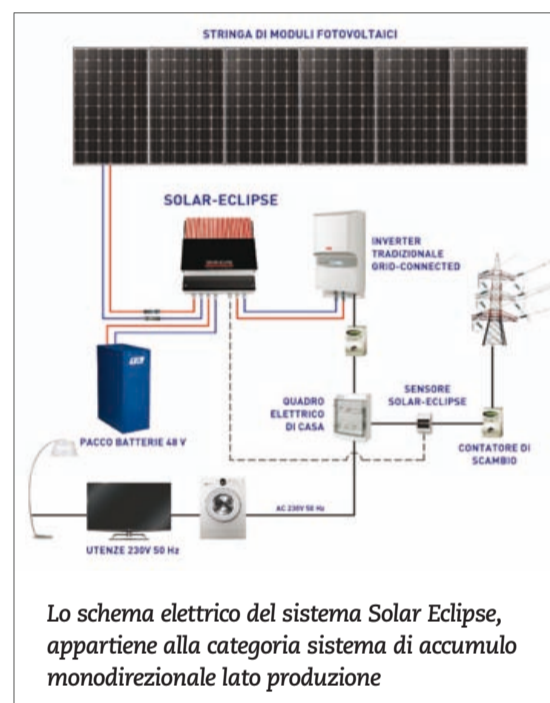 STRINGA DI MODULI FOTOVOLTAICI
SOLAR-ECLIPSE
INVERTER
TRADIZIONALE
GRID-CONNECTED
QUADRO
ELETTRICO
DI CASA
SENSORE
SOLAR-ECLIPSE
CONTATORE DI
SCAMBIO
PACCO BATTERIE 48 V
AC 230V 50 Hz
UTENZE 230V 50 Hz
Lo schema elettrico del sistema Solar Eclipse,
appartiene alla categoria sistema di accumulo
monodirezionale lato produzione